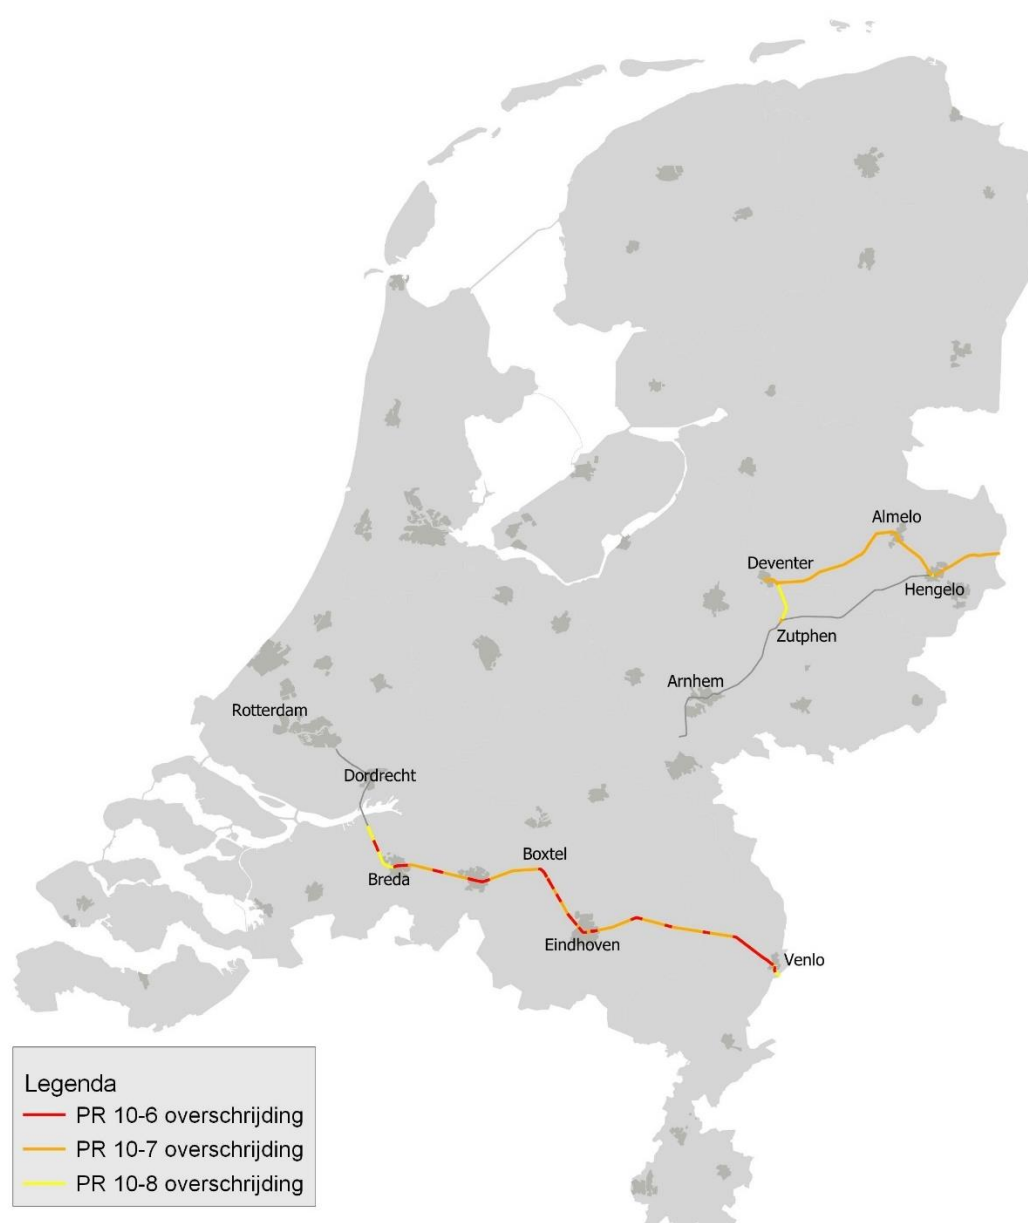 Almelo
Deventer
Hengelo
Zutphen
Arnhem
Rotterdam
Dordrecht
Boxtel
Breda
Eindhoven
Venlo
Legenda
PR 10-6 overschrijding
PR 10-7 overschrijding
PR 10-8 overschrijding